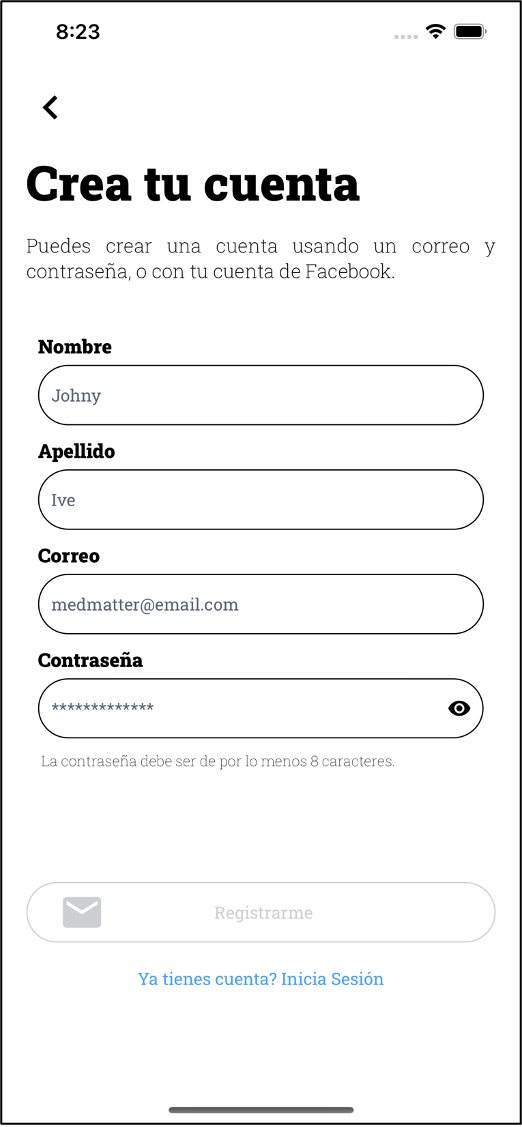 8:23
Crea tu cuenta
Puedes crear una cuenta usando un correo y
contraseña, o con tu cuenta de Facebook.
Nombre
Johny
Apellido
Ive
Correo
medmatter@email.com
Contraseña
*************
La contraseña debe ser de por lo menos 8 caracteres.
Registrarme
Ya tienes cuenta? Inicia Sesión